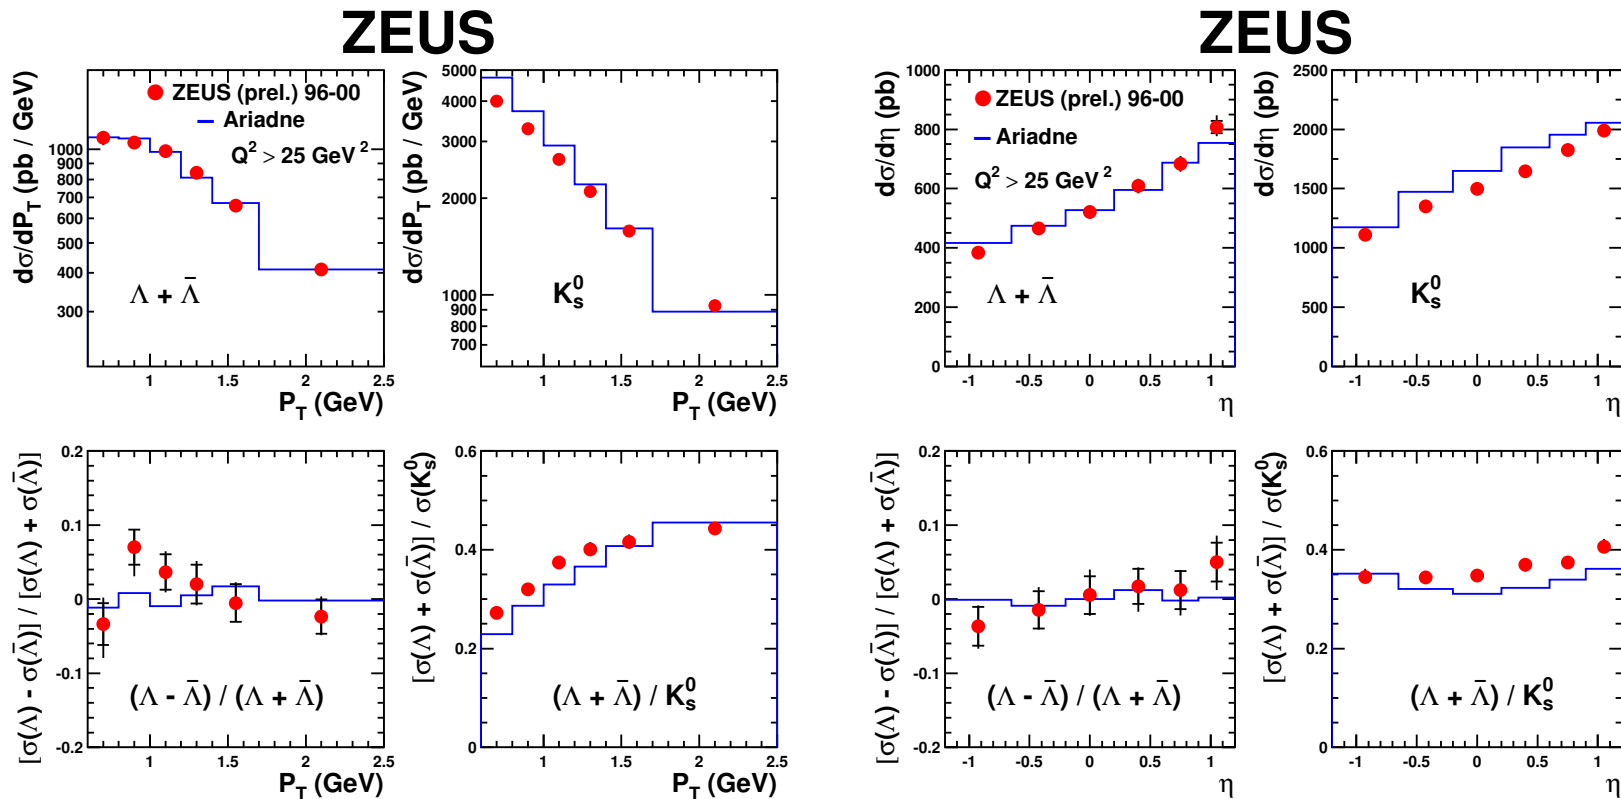 ZEUS
dσ/dP_T (pb / GeV)
1000
900
800
700
600
500
400
300
ZEUS (prel.) 96-00
Ariadne
Q² > 25 GeV²
Λ + Λ̄
1 1.5 2 2.5
P_T (GeV)
dσ/dP_T (pb / GeV)
5000
4000
3000
2000
1000
900
800
700
K⁰_s
1 1.5 2 2.5
P_T (GeV)
[σ(Λ) - σ(Λ̄)] / [σ(Λ) + σ(Λ̄)]
0.2
0.1
0
-0.1
-0.2
(Λ - Λ̄) / (Λ + Λ̄)
1 1.5 2 2.5
P_T (GeV)
[σ(Λ) + σ(Λ̄)] / σ(K⁰_s)
0.6
0.4
0.2
0
(Λ + Λ̄) / K⁰_s
1 1.5 2 2.5
P_T (GeV)
ZEUS
dσ/dη (pb)
1000
800
600
400
200
0
ZEUS (prel.) 96-00
Ariadne
Q² > 25 GeV²
Λ + Λ̄
-1 -0.5 0 0.5 1
η
dσ/dη (pb)
2500
2000
1500
1000
500
0
K⁰_s
-1 -0.5 0 0.5 1
η
[σ(Λ) - σ(Λ̄)] / [σ(Λ) + σ(Λ̄)]
0.2
0.1
0
-0.1
-0.2
(Λ - Λ̄) / (Λ + Λ̄)
-1 -0.5 0 0.5 1
η
[σ(Λ) + σ(Λ̄)] / σ(K⁰_s)
0.6
0.4
0.2
0
(Λ + Λ̄) / K⁰_s
-1 -0.5 0 0.5 1
η